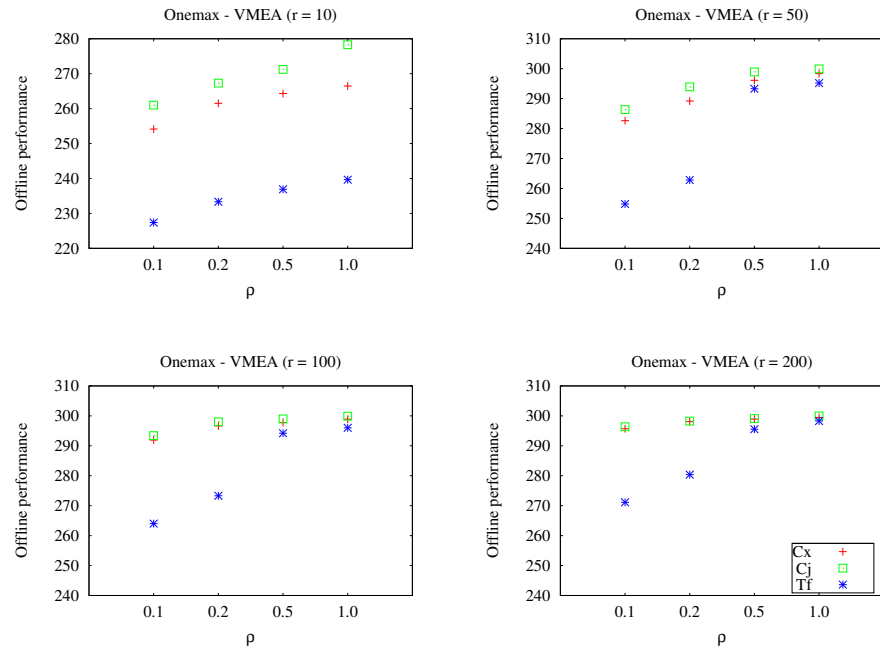 Onemax - VMEA (r = 10)
Offline performance
280
270
260
250
240
230
220
0.1 0.2 0.5 1.0
ρ
Onemax - VMEA (r = 50)
Offline performance
310
300
290
280
270
260
250
240
0.1 0.2 0.5 1.0
ρ
Onemax - VMEA (r = 100)
Offline performance
310
300
290
280
270
260
250
240
0.1 0.2 0.5 1.0
ρ
Onemax - VMEA (r = 200)
Offline performance
310
300
290
280
270
260
250
240
Cx
Cj
Tf
0.1 0.2 0.5 1.0
ρ